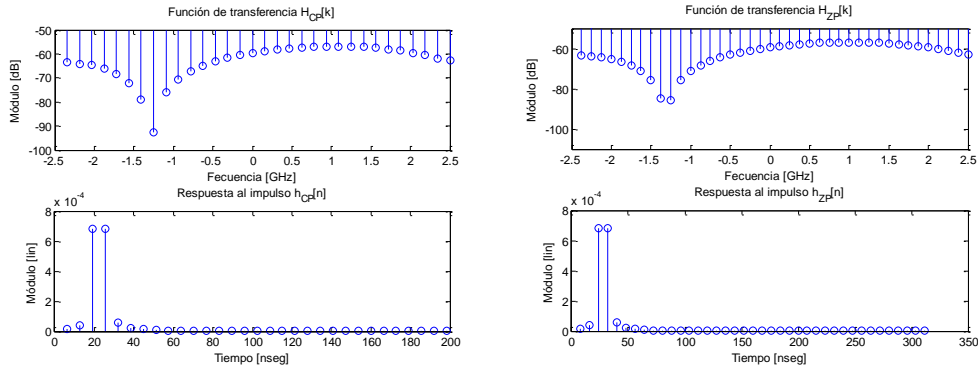 Función de transferencia H_CP[k]
-50
-60
-70
-80
-90
-100
Módulo [dB]
-2.5 -2 -1.5 -1 -0.5 0 0.5 1 1.5 2 2.5
Fecuencia [GHz]
Función de transferencia H_ZP[k]
-60
-80
-100
Módulo [dB]
-2.5 -2 -1.5 -1 -0.5 0 0.5 1 1.5 2 2.5
Fecuencia [GHz]
Respuesta al impulso h_CP[n]
x 10^-4
8
6
4
2
0
Módulo [lin]
0 20 40 60 80 100 120 140 160 180 200
Tiempo [nseg]
Respuesta al impulso h_ZP[n]
x 10^-4
8
6
4
2
0
Módulo [lin]
0 50 100 150 200 250 300 350
Tiempo [nseg]